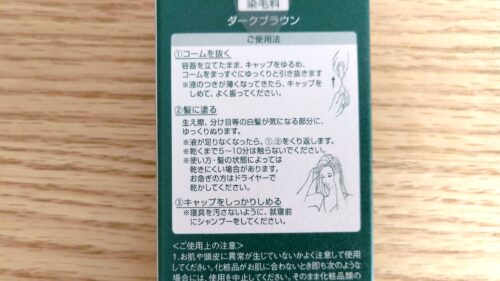 染毛料
ダークブラウン
ご使用法
①コームを抜く
容器を立てたまま、キャップをゆるめ、
コームをまっすぐにゆっくりと引き抜きます
※液のつきが薄くなってきたら、キャップを
しめて、よく振ってください。
②髪に塗る
生え際、分け目等の白髪が気になる部分に、
ゆっくりぬります。
※液が足りなくなったら、①、②をくり返します。
※乾くまで5～10分は触らないでください。
※使い方・髪の状態によっては
乾きにくい場合があります。
お急ぎの方はドライヤーで
乾かしてください。
③キャップをしっかりしめる
※寝具を汚さないように、就寝前
にシャンプーをしてください。
＜ご使用上の注意＞
1.お肌や頭皮に異常が生じていないかよく注意して使用
してください。化粧品がお肌に合わないとき即ち次のような
場合には、使用を中止してください。そのまま化粧品類の